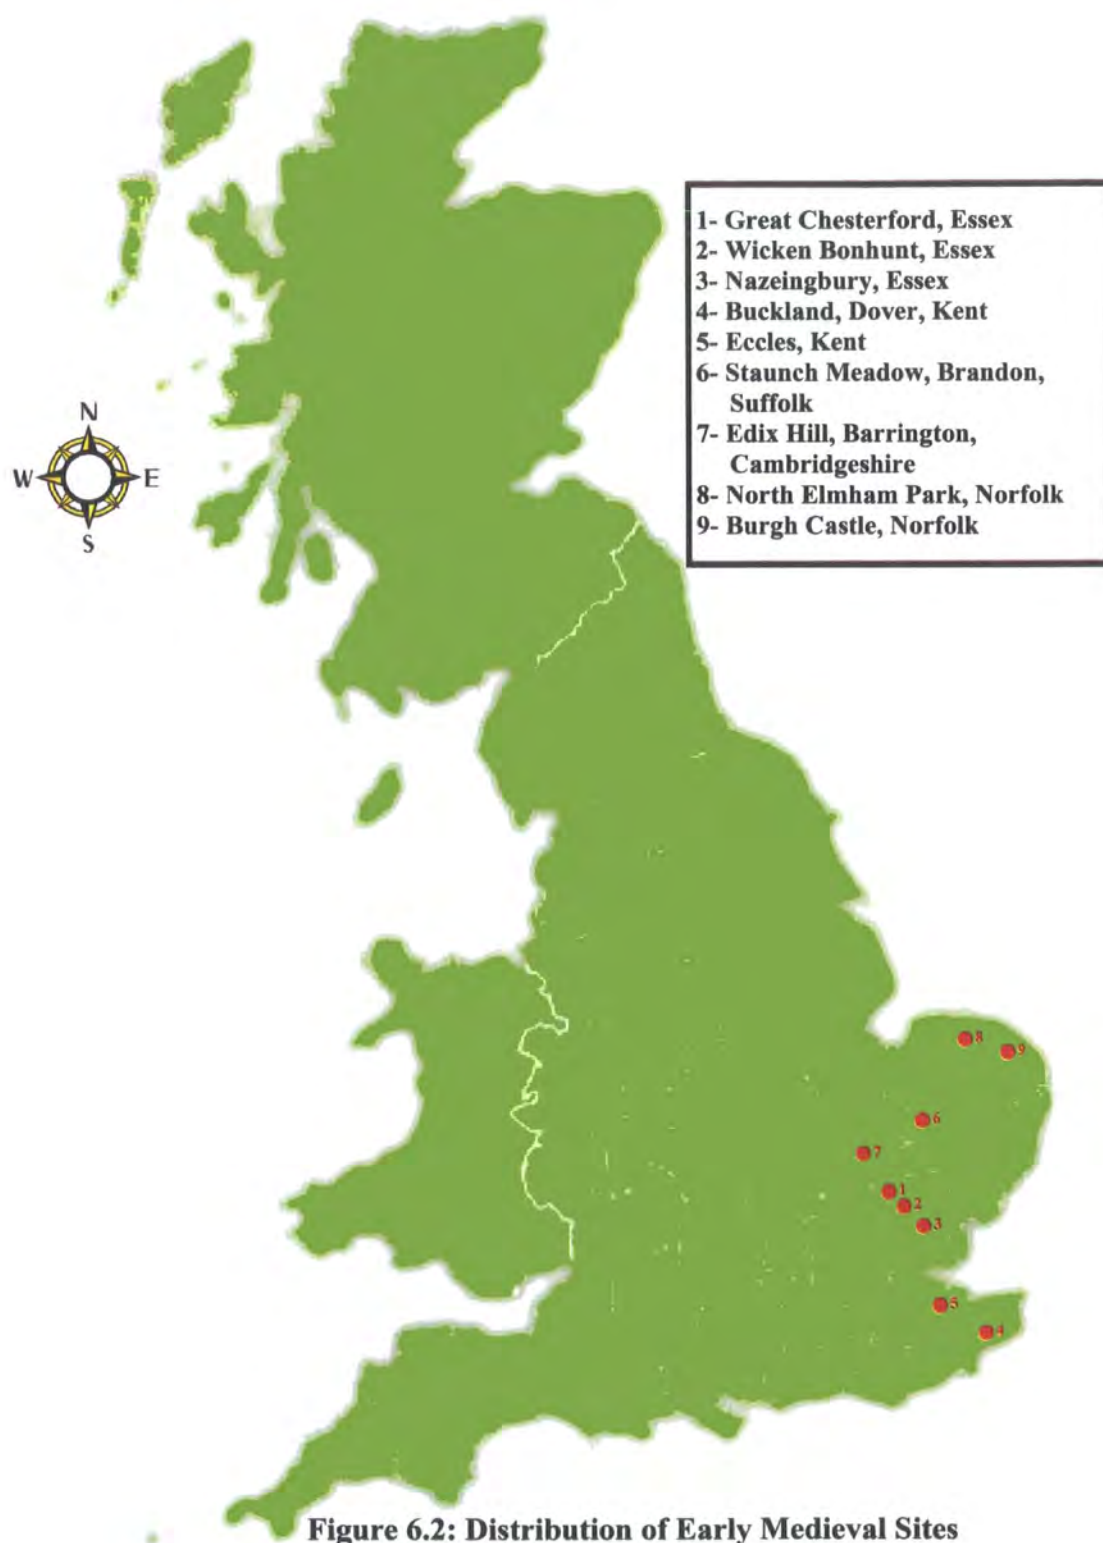 1- Great Chesterford, Essex
2- Wicken Bonhunt, Essex
3- Nazeingbury, Essex
4- Buckland, Dover, Kent
5- Eccles, Kent
6- Staunch Meadow, Brandon,
Suffolk
7- Edix Hill, Barrington,
Cambridgeshire
8- North Elmham Park, Norfolk
9- Burgh Castle, Norfolk
N
W E
S
8
9
6
7
1
2
3
5
4
Figure 6.2: Distribution of Early Medieval Sites